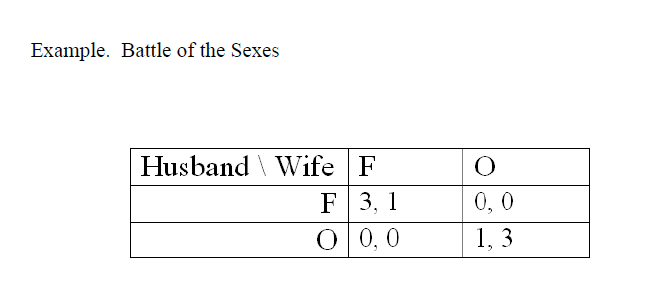 Example.  Battle of the Sexes
Husband \ Wife F O
F 3, 1 0, 0
O 0, 0 1, 3